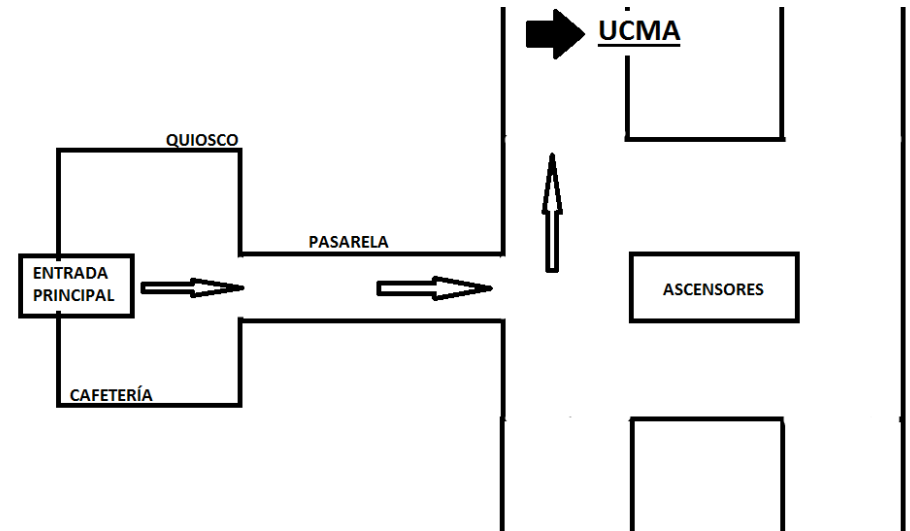 UCMA
QUIOSCO
PASARELA
ENTRADA
PRINCIPAL
ASCENSORES
CAFETERÍA